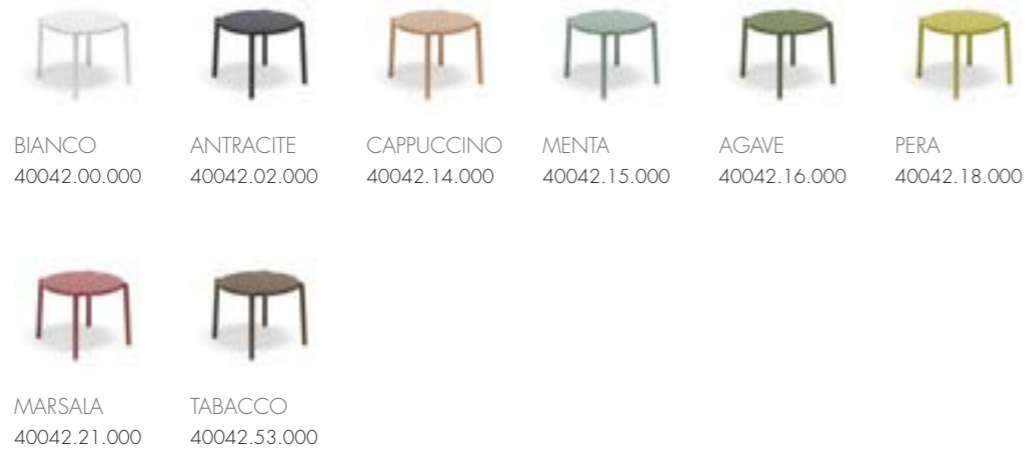 BIANCO
40042.00.000
ANTRACITE
40042.02.000
CAPPUCCINO
40042.14.000
MENTA
40042.15.000
AGAVE
40042.16.000
PERA
40042.18.000
MARSALA
40042.21.000
TABACCO
40042.53.000